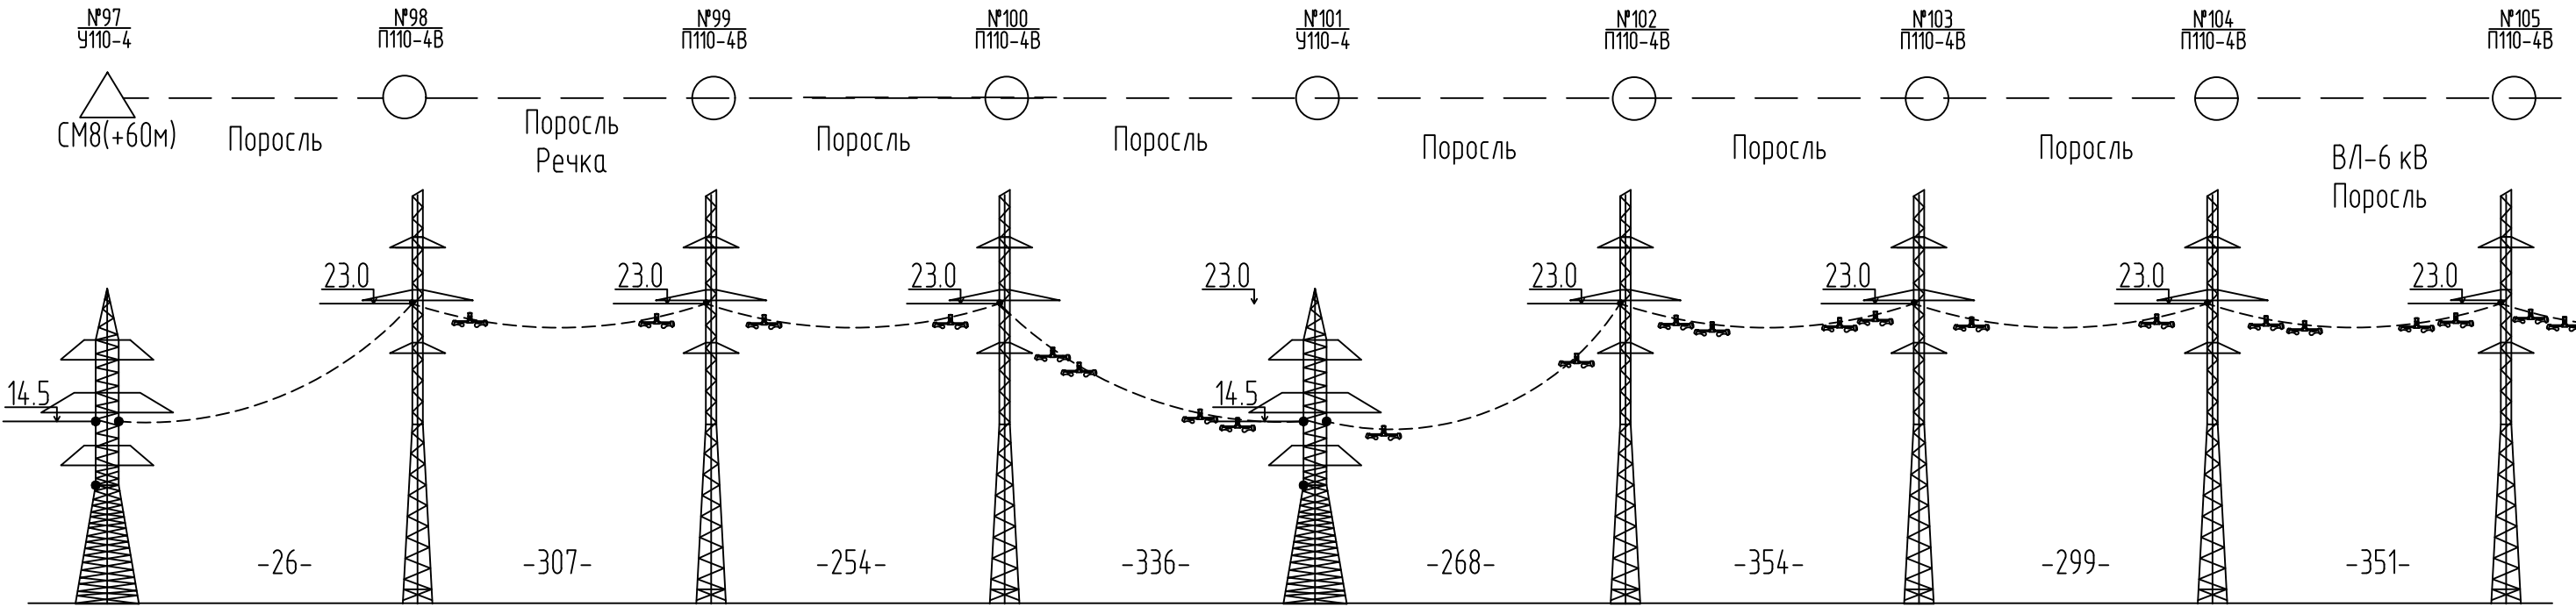 №97
У110-4
№98
П110-4В
№99
П110-4В
№100
П110-4В
№101
У110-4
№102
П110-4В
№103
П110-4В
№104
П110-4В
№105
П110-4В
СМ8(+60м)
Поросль
Поросль
Речка
Поросль
Поросль
Поросль
Поросль
Поросль
ВЛ-6 кВ
Поросль
14.5
23.0
23.0
23.0
23.0
14.5
23.0
23.0
23.0
23.0
-26-
-307-
-254-
-336-
-268-
-354-
-299-
-351-